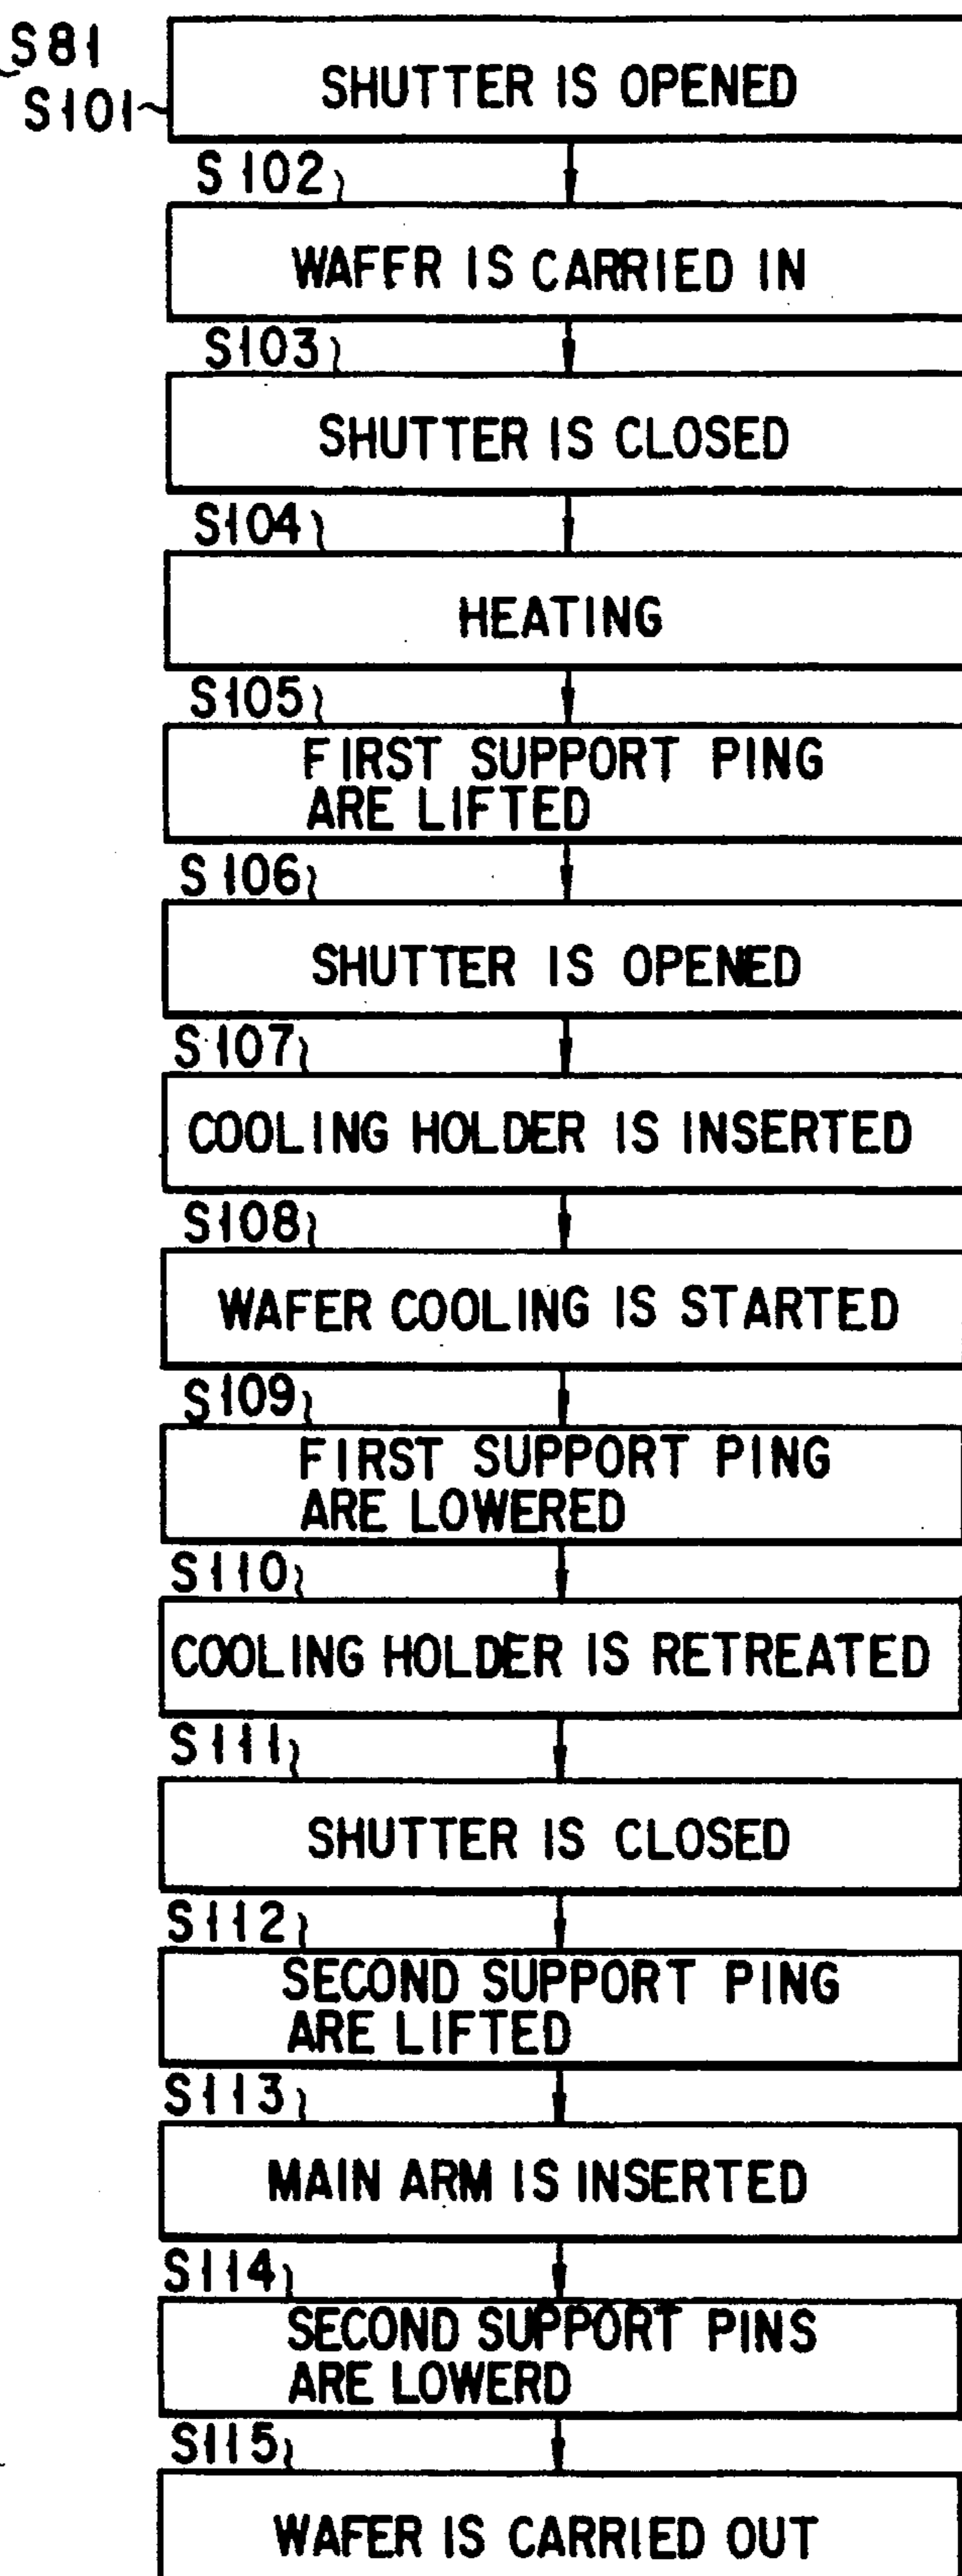 S81
S101
SHUTTER IS OPENED
S102
WAFFR IS CARRIED IN
S103
SHUTTER IS CLOSED
S104
HEATING
S105
FIRST SUPPORT PING
ARE LIFTED
S106
SHUTTER IS OPENED
S107
COOLING HOLDER IS INSERTED
S108
WAFER COOLING IS STARTED
S109
FIRST SUPPORT PING
ARE LOWERED
S110
COOLING HOLDER IS RETREATED
S111
SHUTTER IS CLOSED
S112
SECOND SUPPORT PING
ARE LIFTED
S113
MAIN ARM IS INSERTED
S114
SECOND SUPPORT PINS
ARE LOWERD
S115
WAFER IS CARRIED OUT